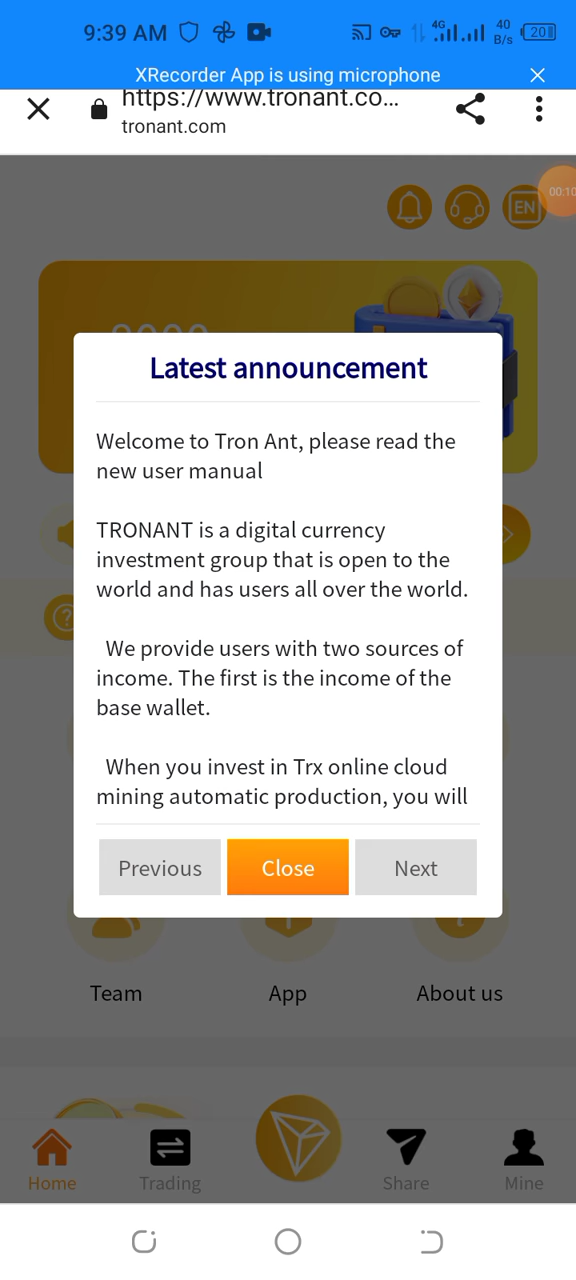 9:39 AM
4G
40
B/s
20
XRecorder App is using microphone
https://www.tronant.co...
tronant.com
EN
00:10
Latest announcement
Welcome to Tron Ant, please read the
new user manual
TRONANT is a digital currency
investment group that is open to the
world and has users all over the world.
We provide users with two sources of
income. The first is the income of the
base wallet.
When you invest in Trx online cloud
mining automatic production, you will
Previous
Close
Next
Team
App
About us
Home
Trading
Share
Mine